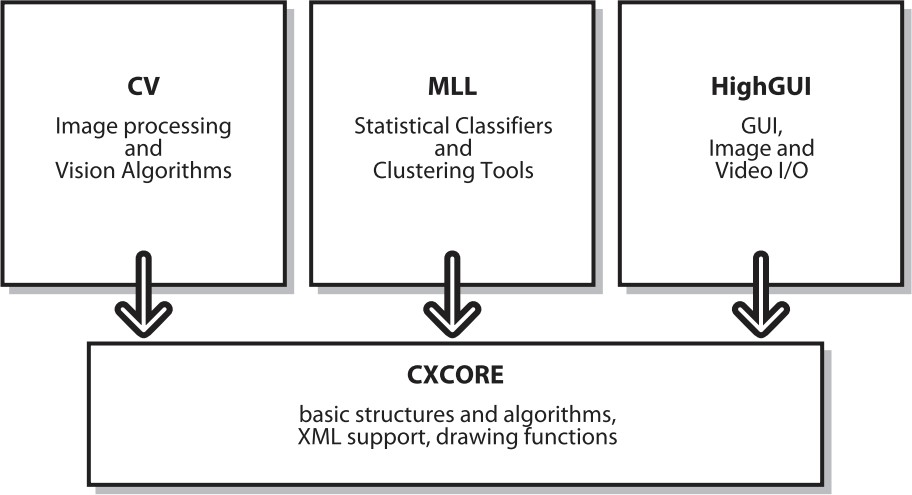 CV
Image processing
and
Vision Algorithms
MLL
Statistical Classifiers
and
Clustering Tools
HighGUI
GUI,
Image and
Video I/O
CXCORE
basic structures and algorithms,
XML support, drawing functions